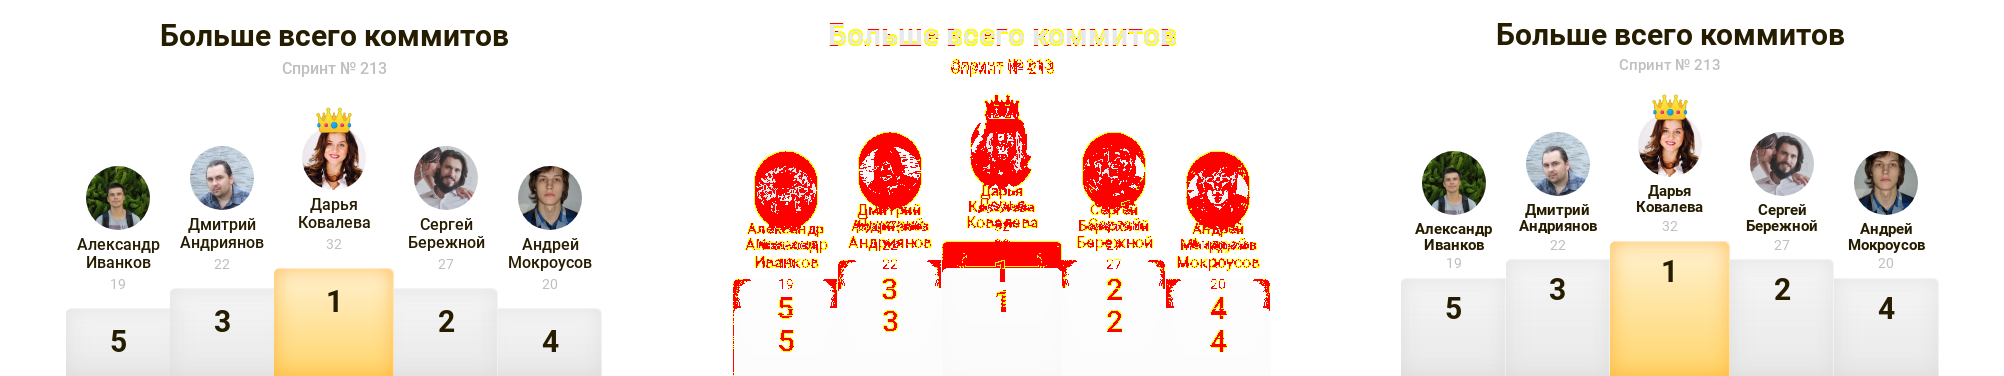 Больше всего коммитов
Спринт № 213
Дарья
Ковалева
32
Дмитрий
Андриянов
22
Сергей
Бережной
27
Александр
Иванков
19
Андрей
Мокроусов
20
1
3
2
5
4
Больше всего коммитов
Спринт № 213
Дарья
Ковалева
Дмитрий
Андриянов
22
Сергей
Бережной
27
Александр
Иванков
19
Андрей
Мокроусов
20
1
3
3
2
2
5
5
4
4
Больше всего коммитов
Спринт № 213
Дарья
Ковалева
32
Дмитрий
Андриянов
22
Сергей
Бережной
27
Александр
Иванков
19
Андрей
Мокроусов
20
1
3
2
5
4